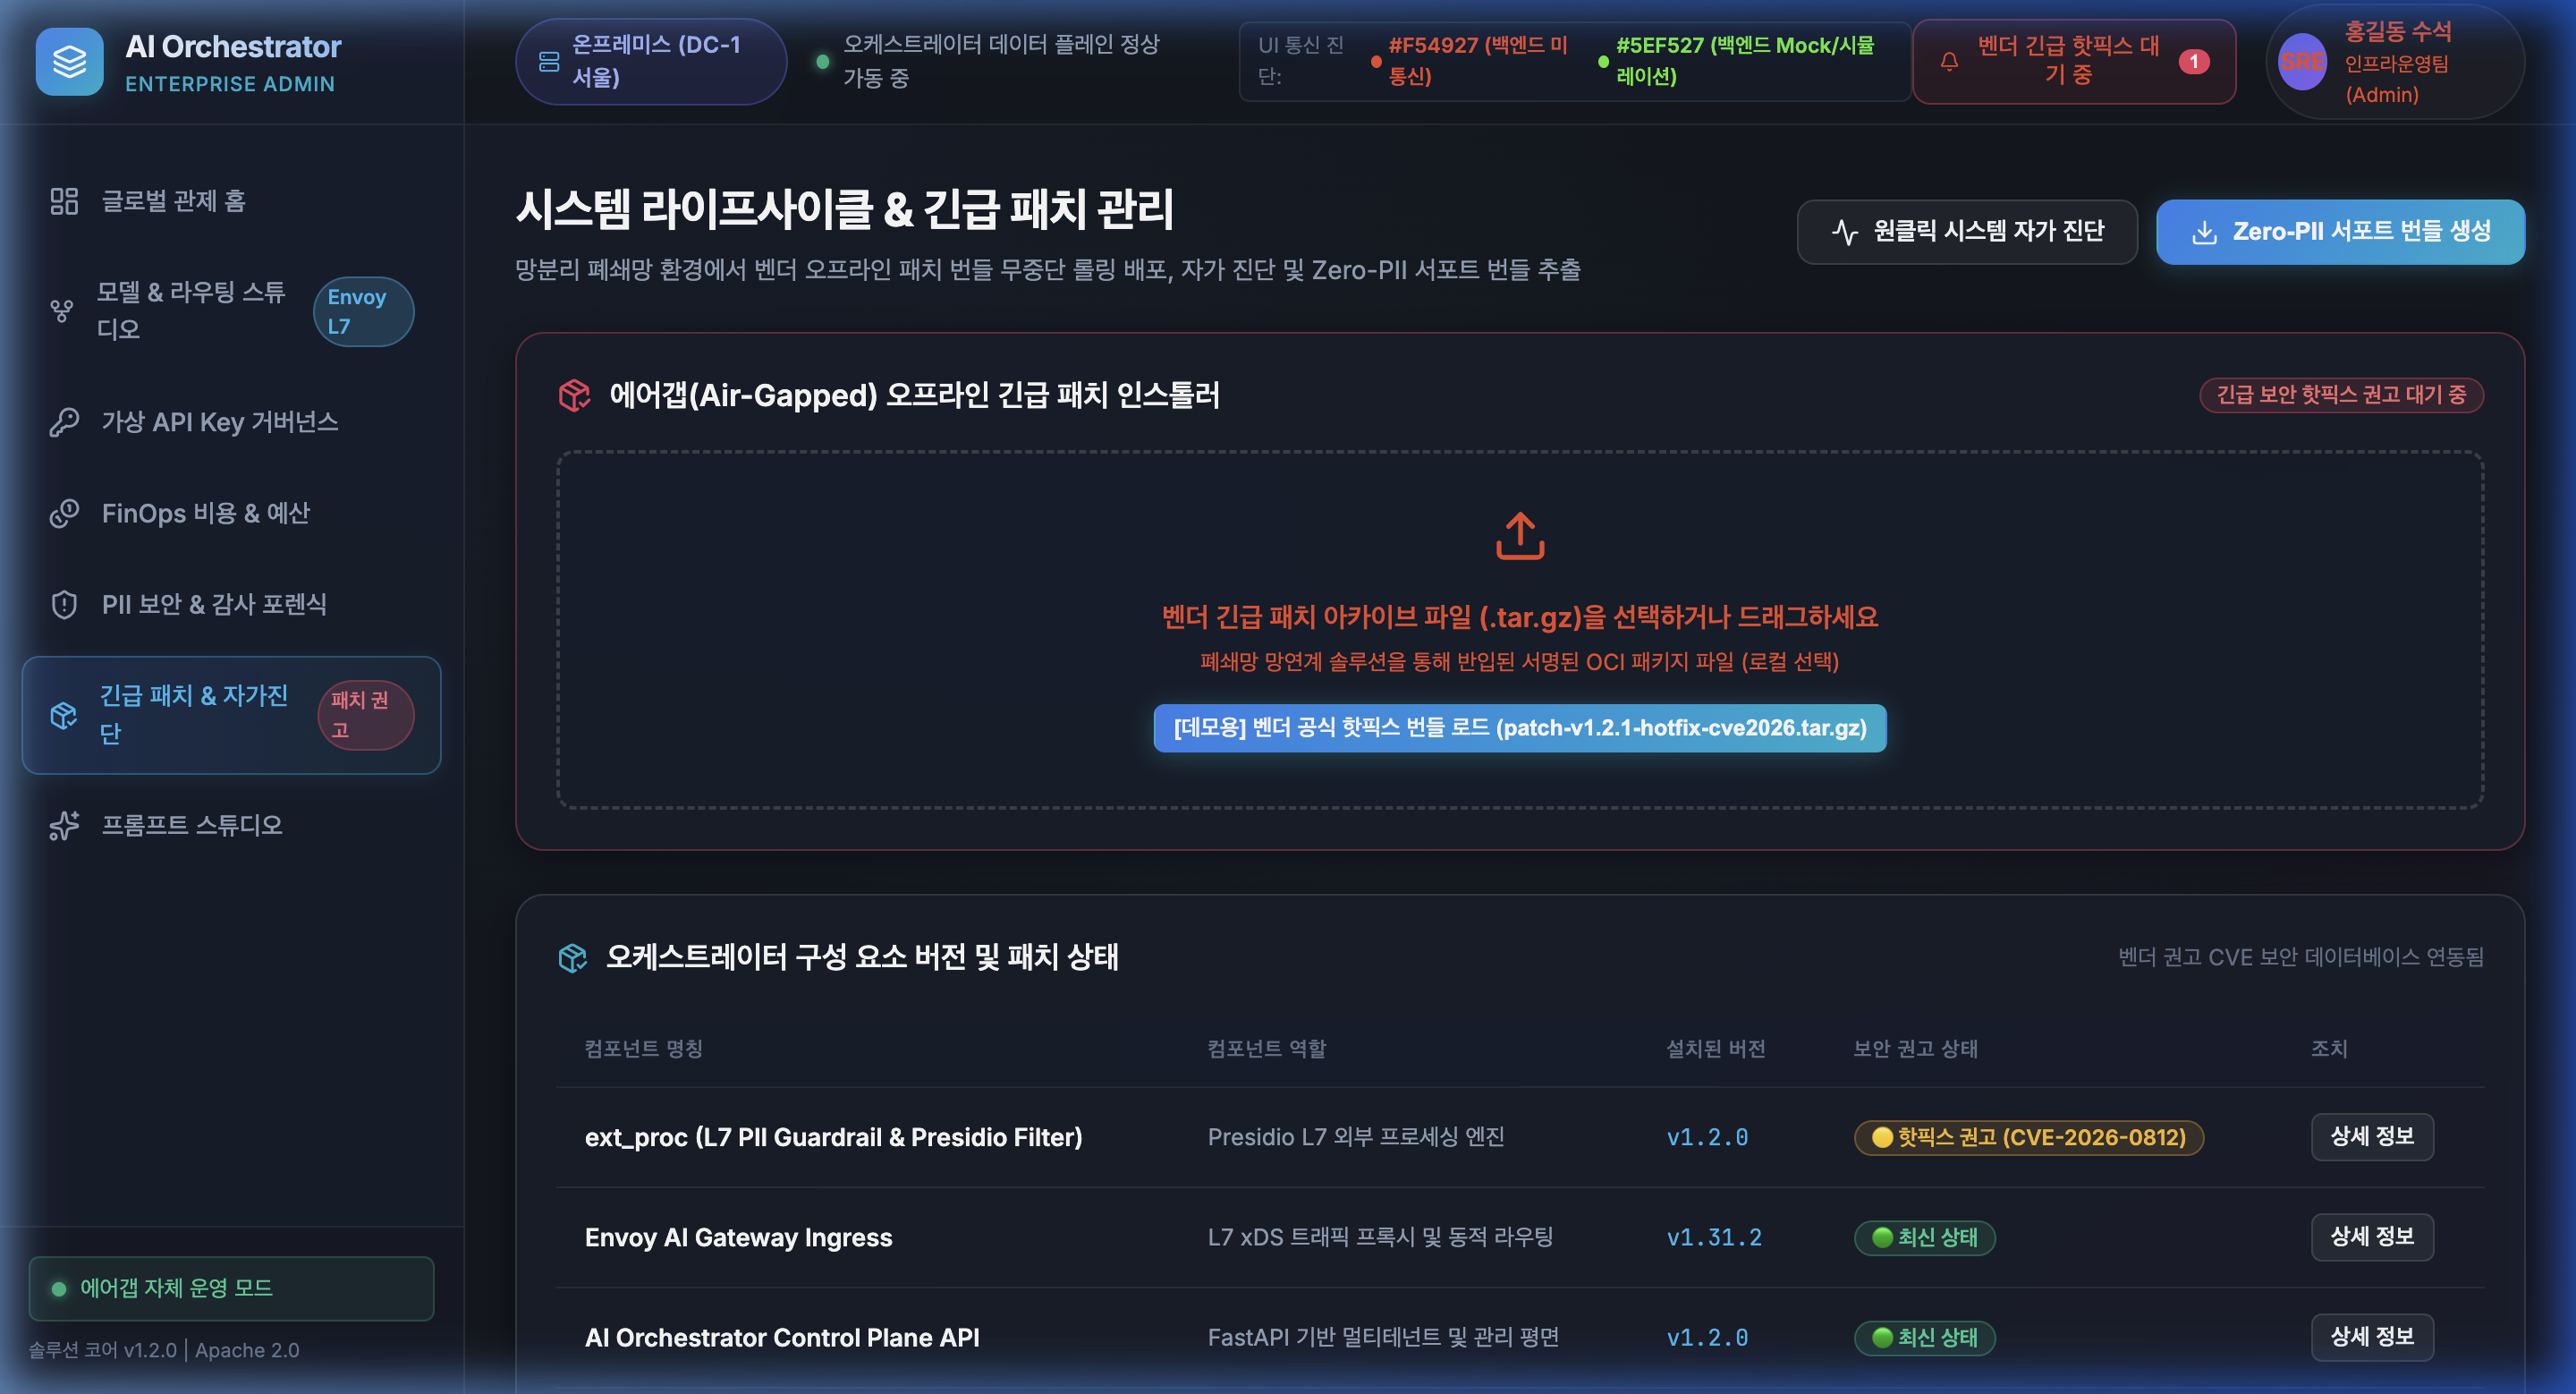 AI Orchestrator
ENTERPRISE ADMIN
온프레미스 (DC-1
서울)
오케스트레이터 데이터 플레인 정상
가동 중
UI 통신 진
단:
#F54927 (백엔드 미
통신)
#5EF527 (백엔드 Mock/시뮬
레이션)
벤더 긴급 핫픽스 대
기 중
1
SRE
홍길동 수석
인프라운영팀
(Admin)
글로벌 관제 홈
모델 & 라우팅 스튜
디오
Envoy
L7
가상 API Key 거버넌스
FinOps 비용 & 예산
PII 보안 & 감사 포렌식
긴급 패치 & 자가진
단
패치 권
고
프롬프트 스튜디오
에어갭 자체 운영 모드
솔루션 코어 v1.2.0 | Apache 2.0
시스템 라이프사이클 & 긴급 패치 관리
망분리 폐쇄망 환경에서 벤더 오프라인 패치 번들 무중단 롤링 배포, 자가 진단 및 Zero-PII 서포트 번들 추출
원클릭 시스템 자가 진단
Zero-PII 서포트 번들 생성
에어갭(Air-Gapped) 오프라인 긴급 패치 인스톨러
긴급 보안 핫픽스 권고 대기 중
벤더 긴급 패치 아카이브 파일 (.tar.gz)을 선택하거나 드래그하세요
폐쇄망 망연계 솔루션을 통해 반입된 서명된 OCI 패키지 파일 (로컬 선택)
[데모용] 벤더 공식 핫픽스 번들 로드 (patch-v1.2.1-hotfix-cve2026.tar.gz)
오케스트레이터 구성 요소 버전 및 패치 상태
벤더 권고 CVE 보안 데이터베이스 연동됨
컴포넌트 명칭 컴포넌트 역할 설치된 버전 보안 권고 상태 조치
ext_proc (L7 PII Guardrail & Presidio Filter) Presidio L7 외부 프로세싱 엔진 v1.2.0 핫픽스 권고 (CVE-2026-0812) 상세 정보
Envoy AI Gateway Ingress L7 xDS 트래픽 프록시 및 동적 라우팅 v1.31.2 최신 상태 상세 정보
AI Orchestrator Control Plane API FastAPI 기반 멀티테넌트 및 관리 평면 v1.2.0 최신 상태 상세 정보